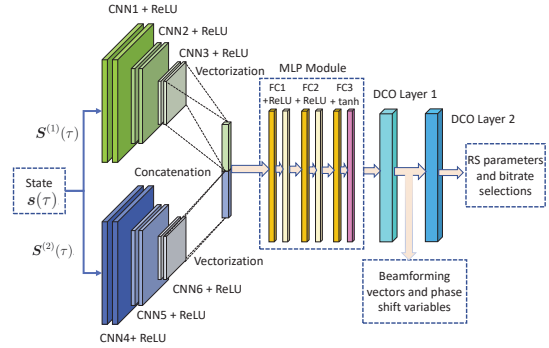 CNN1 + ReLU
CNN2 + ReLU
CNN3 + ReLU
Vectorization
S(1)(τ)
State
s(τ)
Concatenation
S(2)(τ)
Vectorization
CNN6 + ReLU
CNN5 + ReLU
CNN4+ ReLU
MLP Module
FC1 FC2 FC3
+ReLU + ReLU + tanh
DCO Layer 1
DCO Layer 2
RS parameters
and bitrate
selections
Beamforming
vectors and phase
shift variables